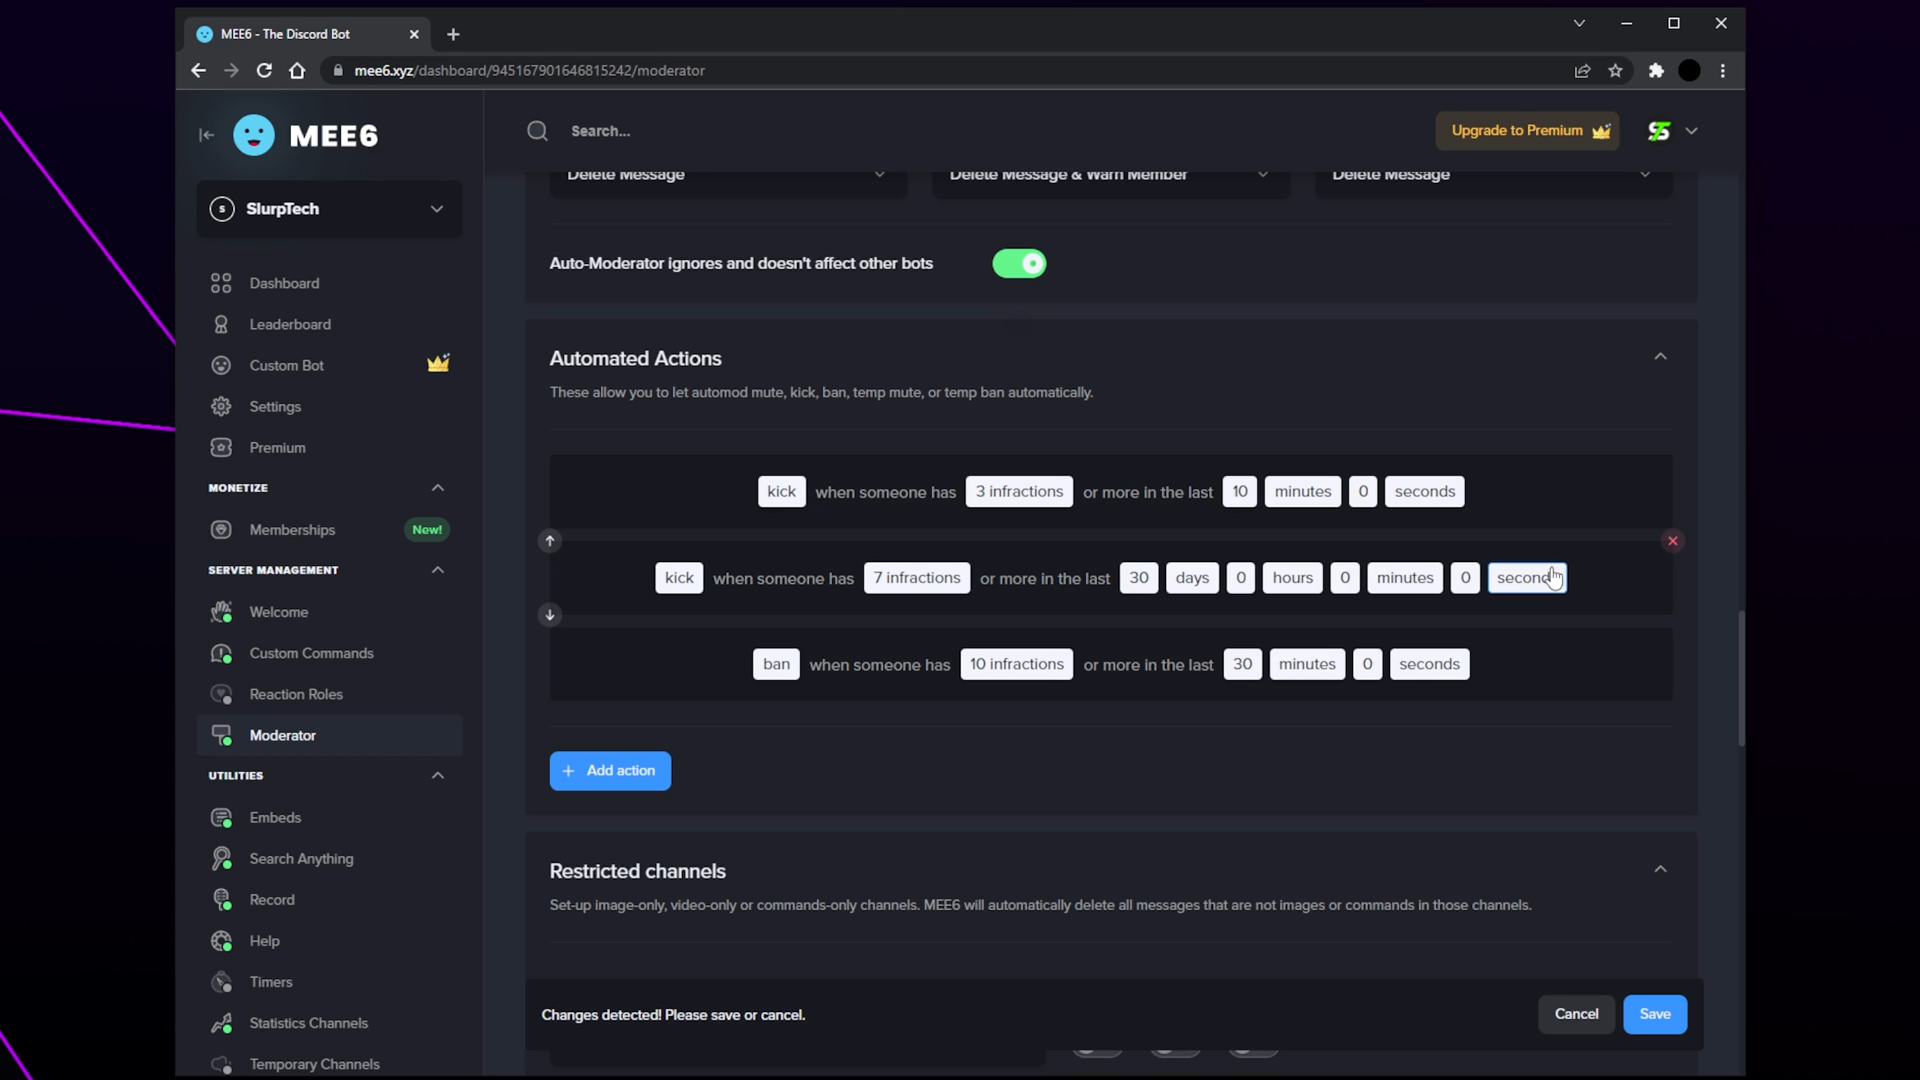 MEE6 - The Discord Bot
mee6.xyz/dashboard/945167901646815242/moderator
MEE6
Search...
Upgrade to Premium
S SlurpTech
Dashboard
Leaderboard
Custom Bot
Settings
Premium
MONETIZE
Memberships New!
SERVER MANAGEMENT
Welcome
Custom Commands
Reaction Roles
Moderator
UTILITIES
Embeds
Search Anything
Record
Help
Timers
Statistics Channels
Temporary Channels
Delete Message Delete Message & Warn Member Delete Message
Auto-Moderator ignores and doesn't affect other bots
Automated Actions
These allow you to let automod mute, kick, ban, temp mute, or temp ban automatically.
kick when someone has 3 infractions or more in the last 10 minutes 0 seconds
kick when someone has 7 infractions or more in the last 30 days 0 hours 0 minutes 0 second
ban when someone has 10 infractions or more in the last 30 minutes 0 seconds
+ Add action
Restricted channels
Set-up image-only, video-only or commands-only channels. MEE6 will automatically delete all messages that are not images or commands in those channels.
Changes detected! Please save or cancel.
Cancel Save